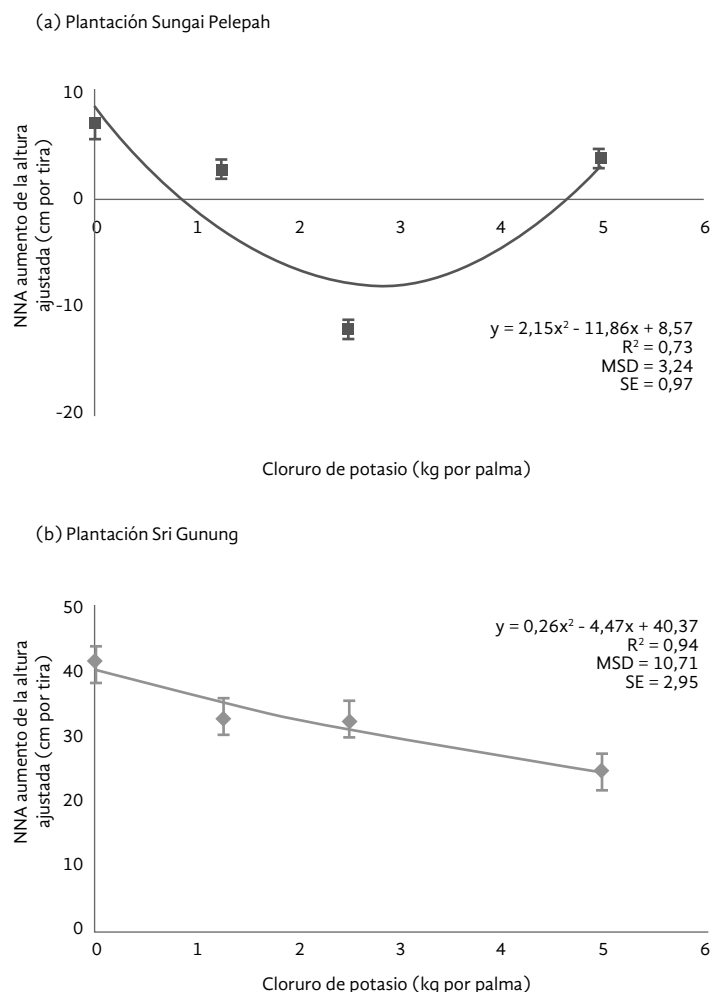 (a) Plantación Sungai Pelepah
NNA aumento de la altura
ajustada (cm por tira)
10
0
-10
-20
0 1 2 3 4 5 6
y = 2,15x² - 11,86x + 8,57
R² = 0,73
MSD = 3,24
SE = 0,97
Cloruro de potasio (kg por palma)
(b) Plantación Sri Gunung
NNA aumento de la altura
ajustada (cm por tira)
50
40
30
20
10
0
y = 0,26x² - 4,47x + 40,37
R² = 0,94
MSD = 10,71
SE = 2,95
0 1 2 3 4 5 6
Cloruro de potasio (kg por palma)